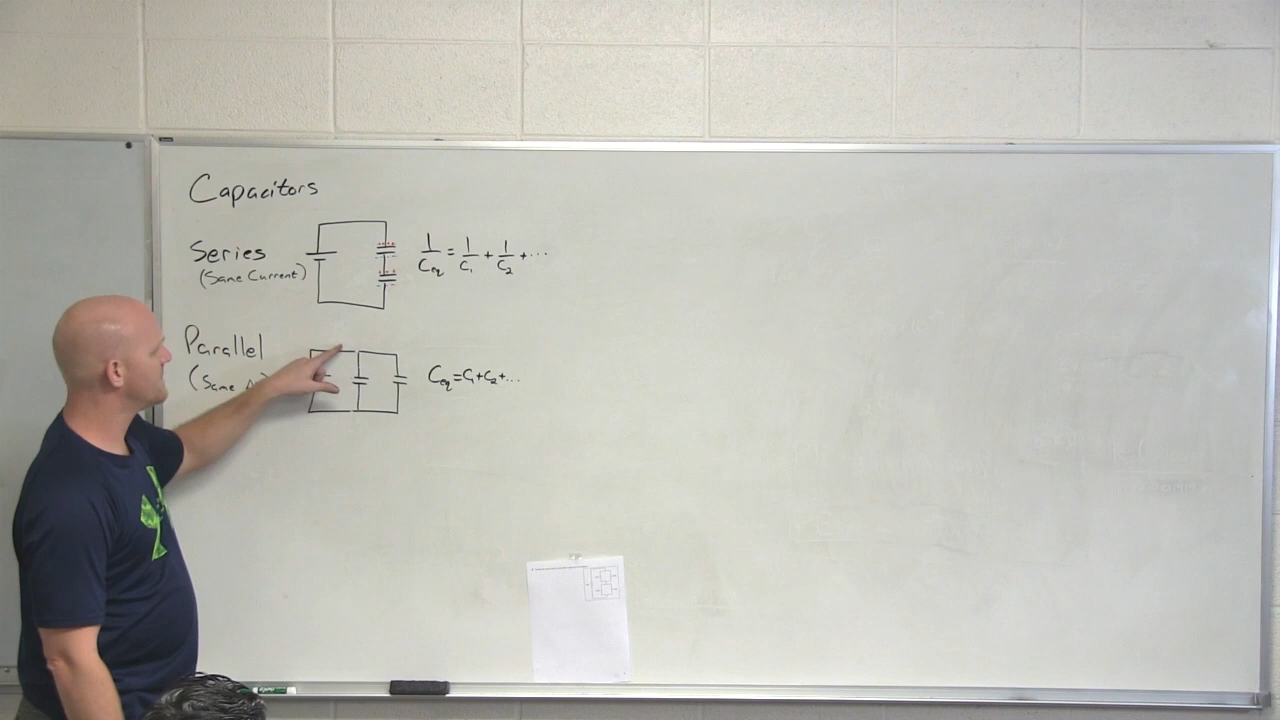 Capacitors
Series
(Same Current)
1/Ceq = 1/C₁ + 1/C₂ + ...
Parallel
(Same
Ceq = C₁ + C₂ + ...